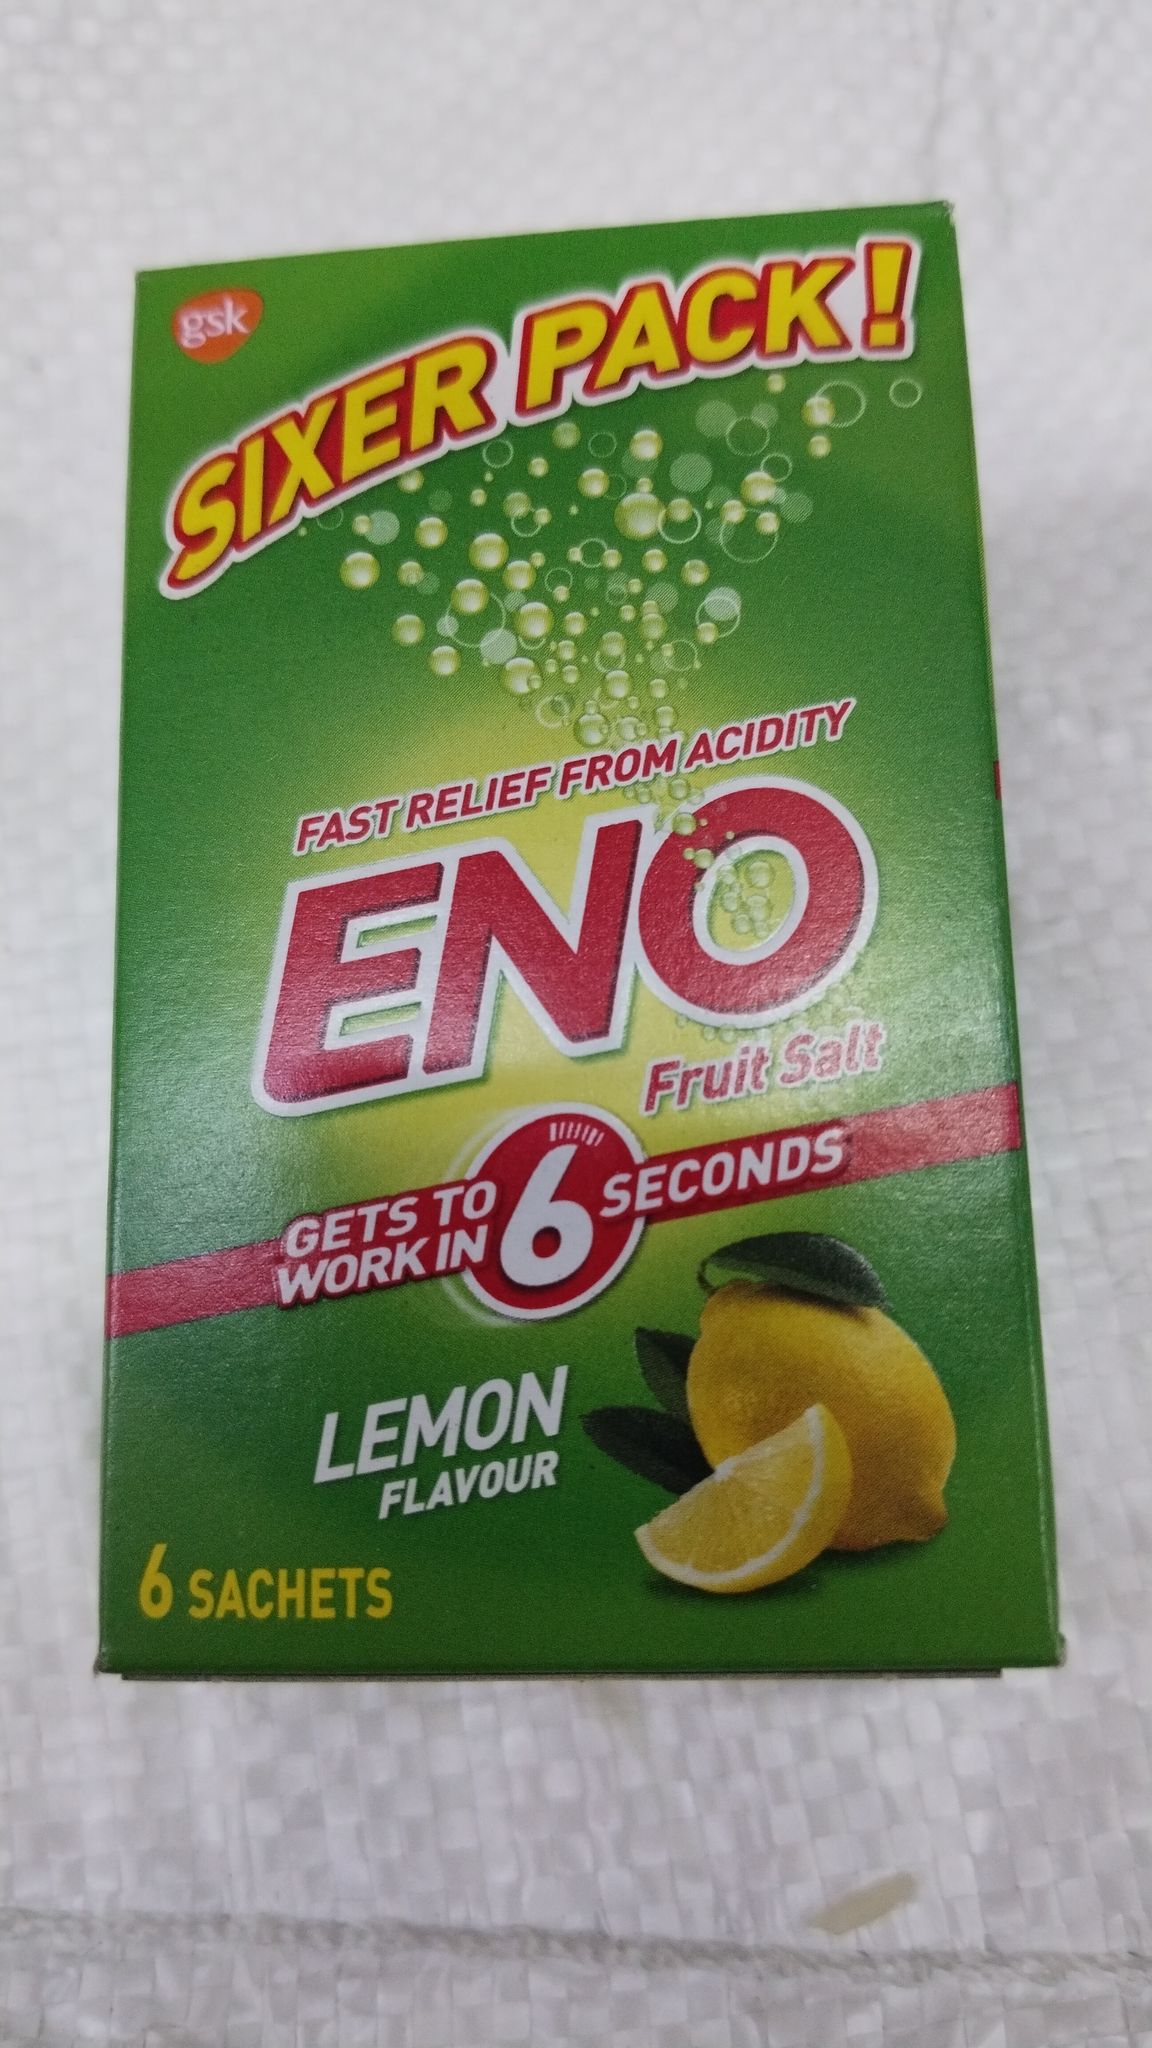 gsk
SIXER PACK!
FAST RELIEF FROM ACIDITY
ENO
Fruit Salt
GETS TO
WORK IN 6 SECONDS
LEMON
FLAVOUR
6 SACHETS